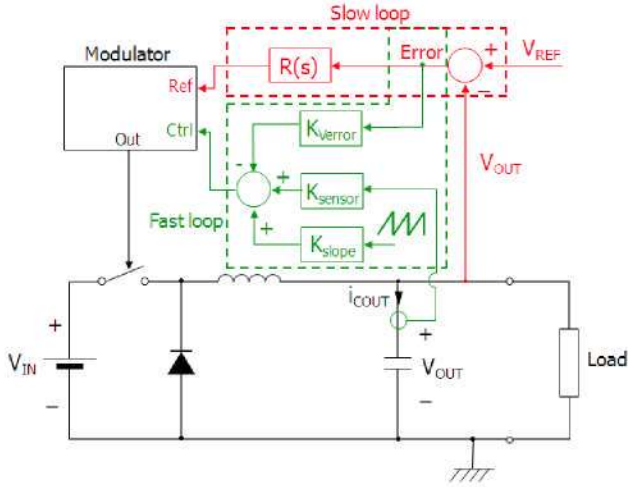 Slow loop
Modulator
Error
+
V_REF
R(s)
Ref
−
Ctrl
K_Verror
Out
-
V_OUT
+
K_sensor
Fast loop
+
K_slope
i_COUT
+
+
V_IN
V_OUT
Load
−
−